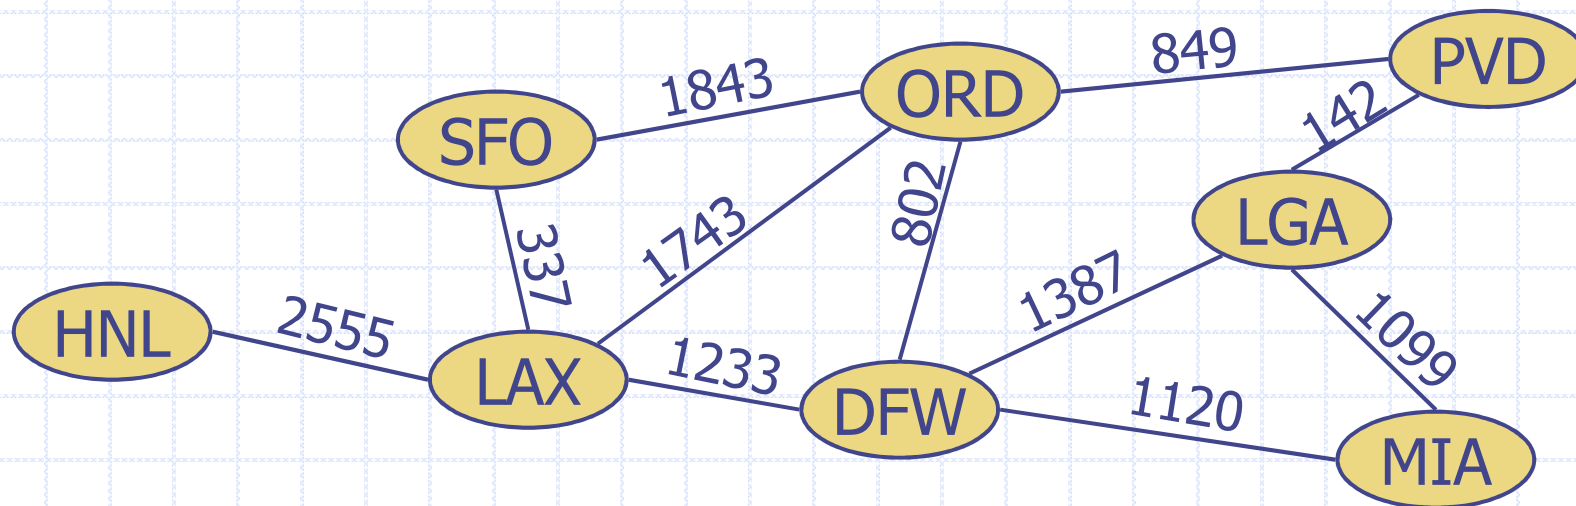 849
PVD
1843
ORD
142
SFO
802
LGA
1743
337
1387
HNL
2555
1099
LAX
1233
DFW
1120
MIA